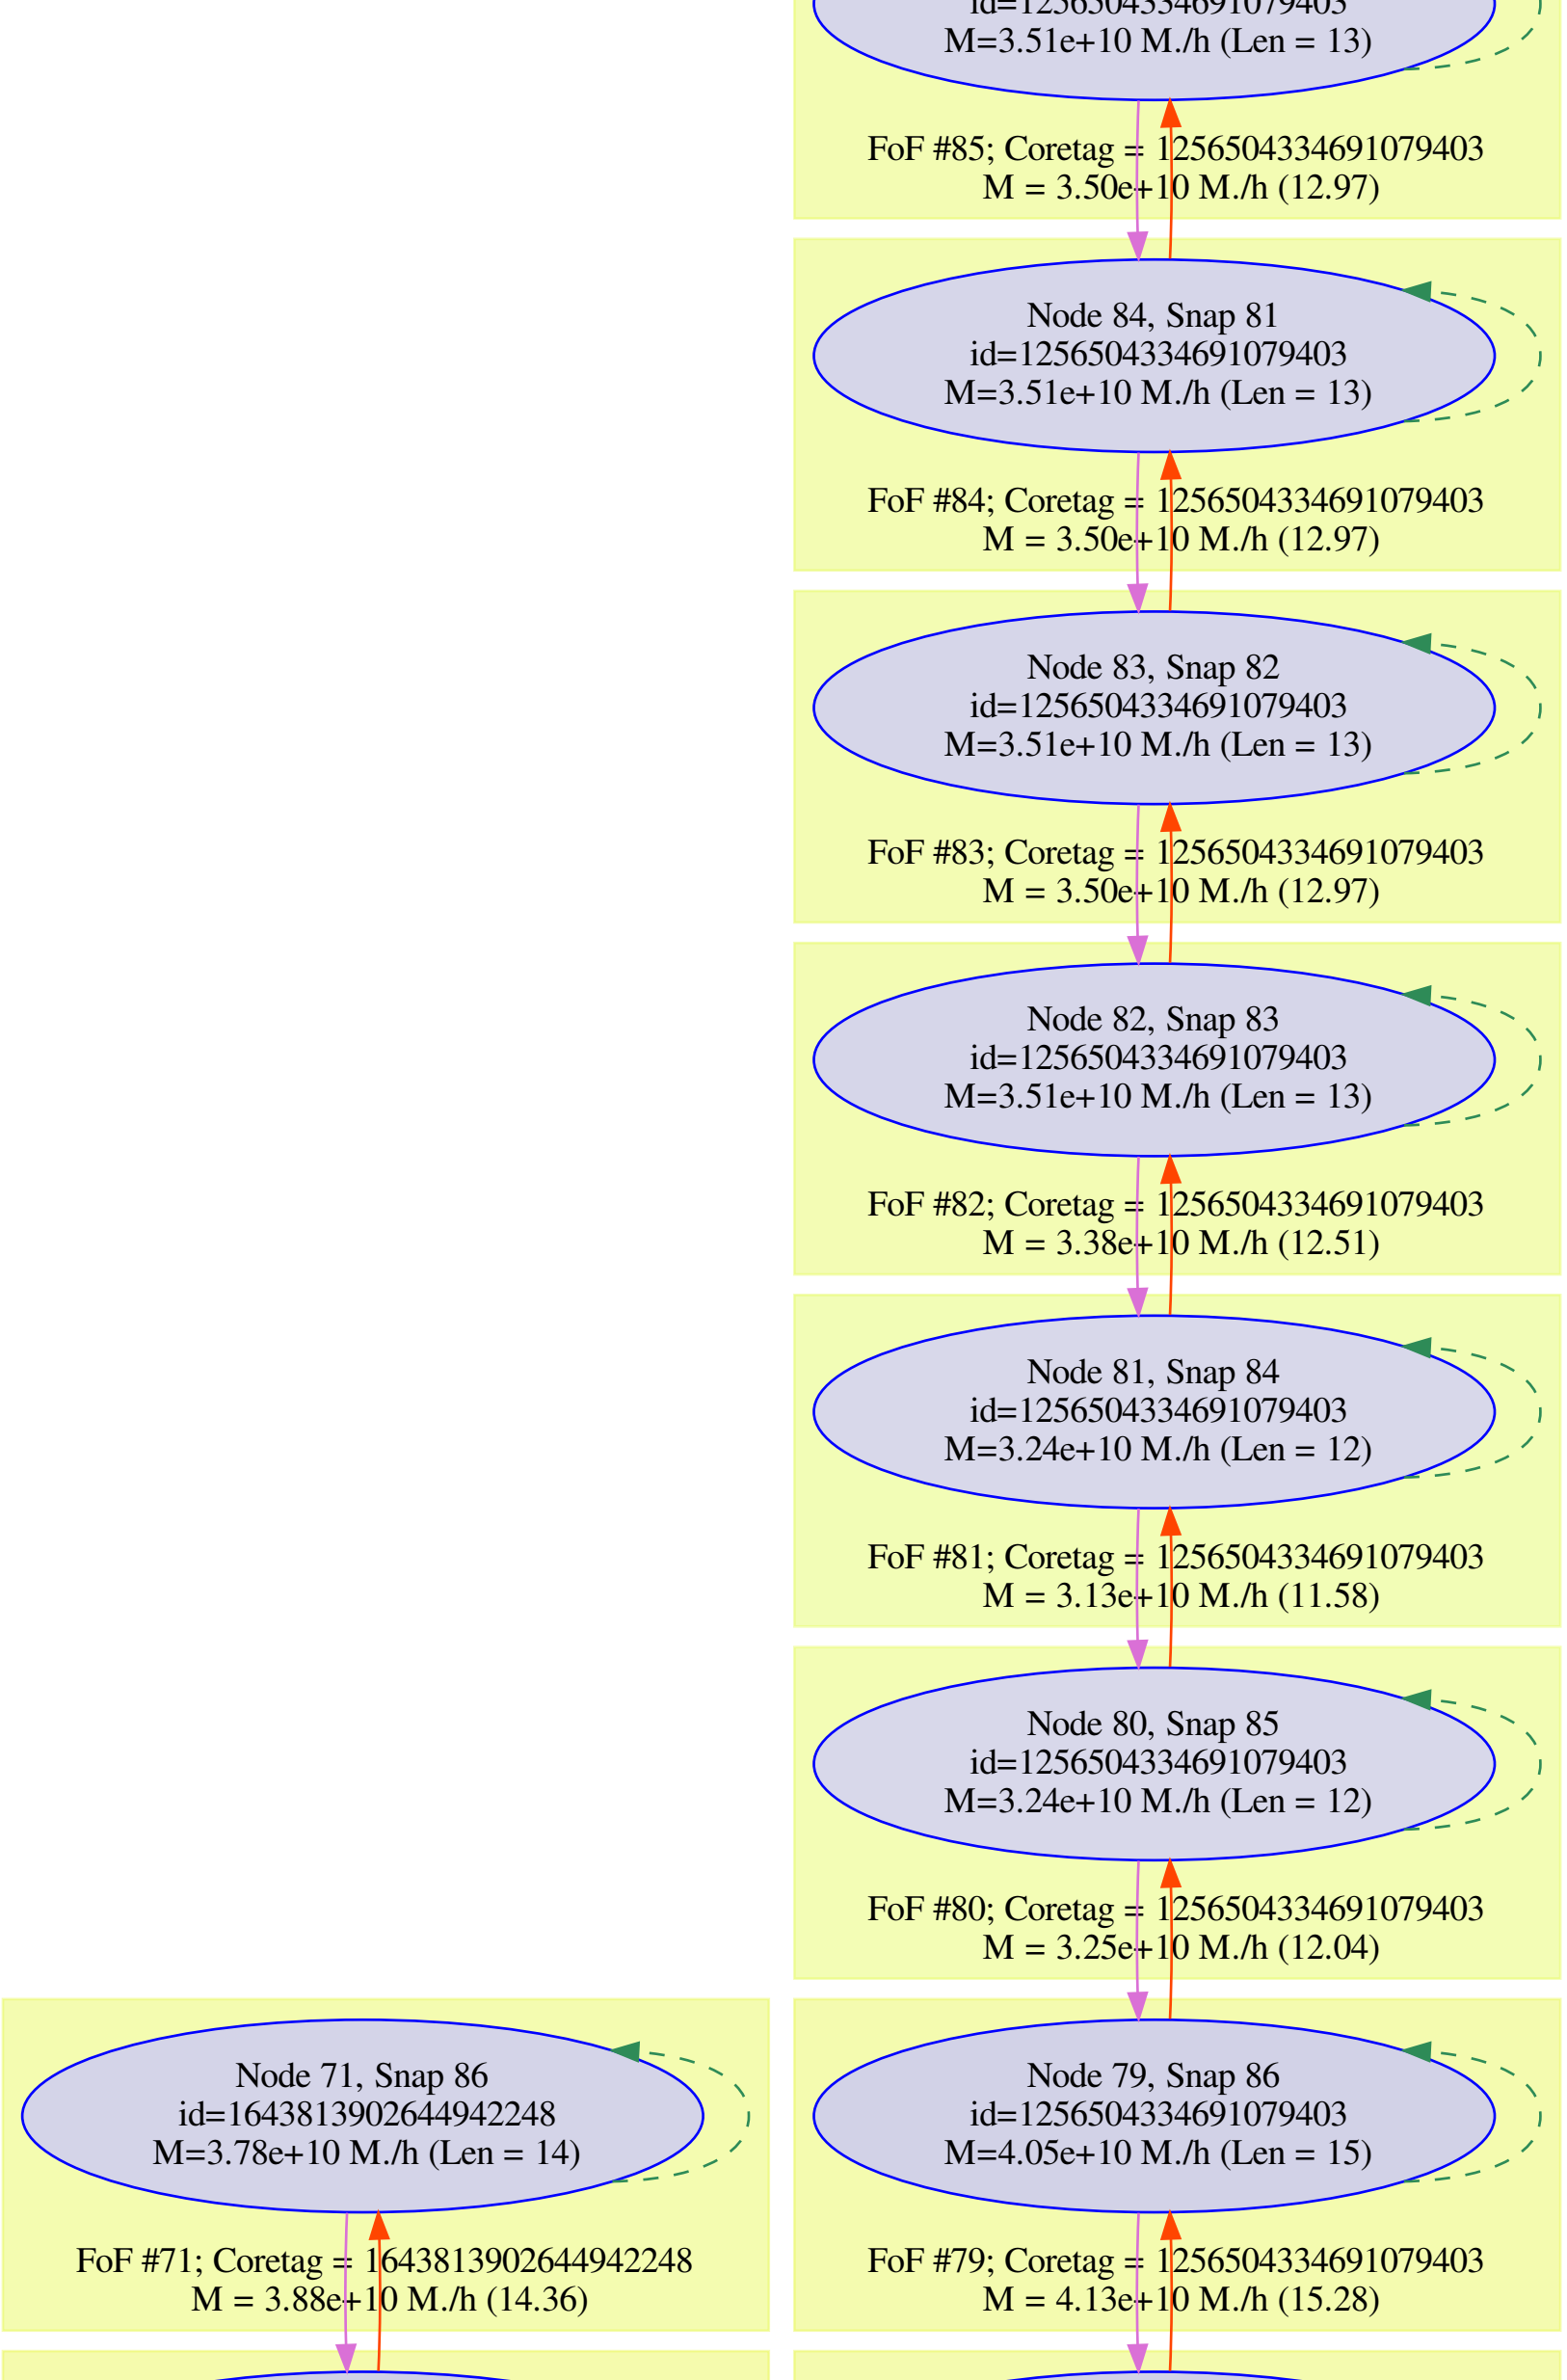 id=1256504334691079403
M=3.51e+10 M./h (Len = 13)
FoF #85; Coretag = 1256504334691079403
M = 3.50e+10 M./h (12.97)
Node 84, Snap 81
id=1256504334691079403
M=3.51e+10 M./h (Len = 13)
FoF #84; Coretag = 1256504334691079403
M = 3.50e+10 M./h (12.97)
Node 83, Snap 82
id=1256504334691079403
M=3.51e+10 M./h (Len = 13)
FoF #83; Coretag = 1256504334691079403
M = 3.50e+10 M./h (12.97)
Node 82, Snap 83
id=1256504334691079403
M=3.51e+10 M./h (Len = 13)
FoF #82; Coretag = 1256504334691079403
M = 3.38e+10 M./h (12.51)
Node 81, Snap 84
id=1256504334691079403
M=3.24e+10 M./h (Len = 12)
FoF #81; Coretag = 1256504334691079403
M = 3.13e+10 M./h (11.58)
Node 80, Snap 85
id=1256504334691079403
M=3.24e+10 M./h (Len = 12)
FoF #80; Coretag = 1256504334691079403
M = 3.25e+10 M./h (12.04)
Node 71, Snap 86
id=1643813902644942248
M=3.78e+10 M./h (Len = 14)
FoF #71; Coretag = 1643813902644942248
M = 3.88e+10 M./h (14.36)
Node 79, Snap 86
id=1256504334691079403
M=4.05e+10 M./h (Len = 15)
FoF #79; Coretag = 1256504334691079403
M = 4.13e+10 M./h (15.28)